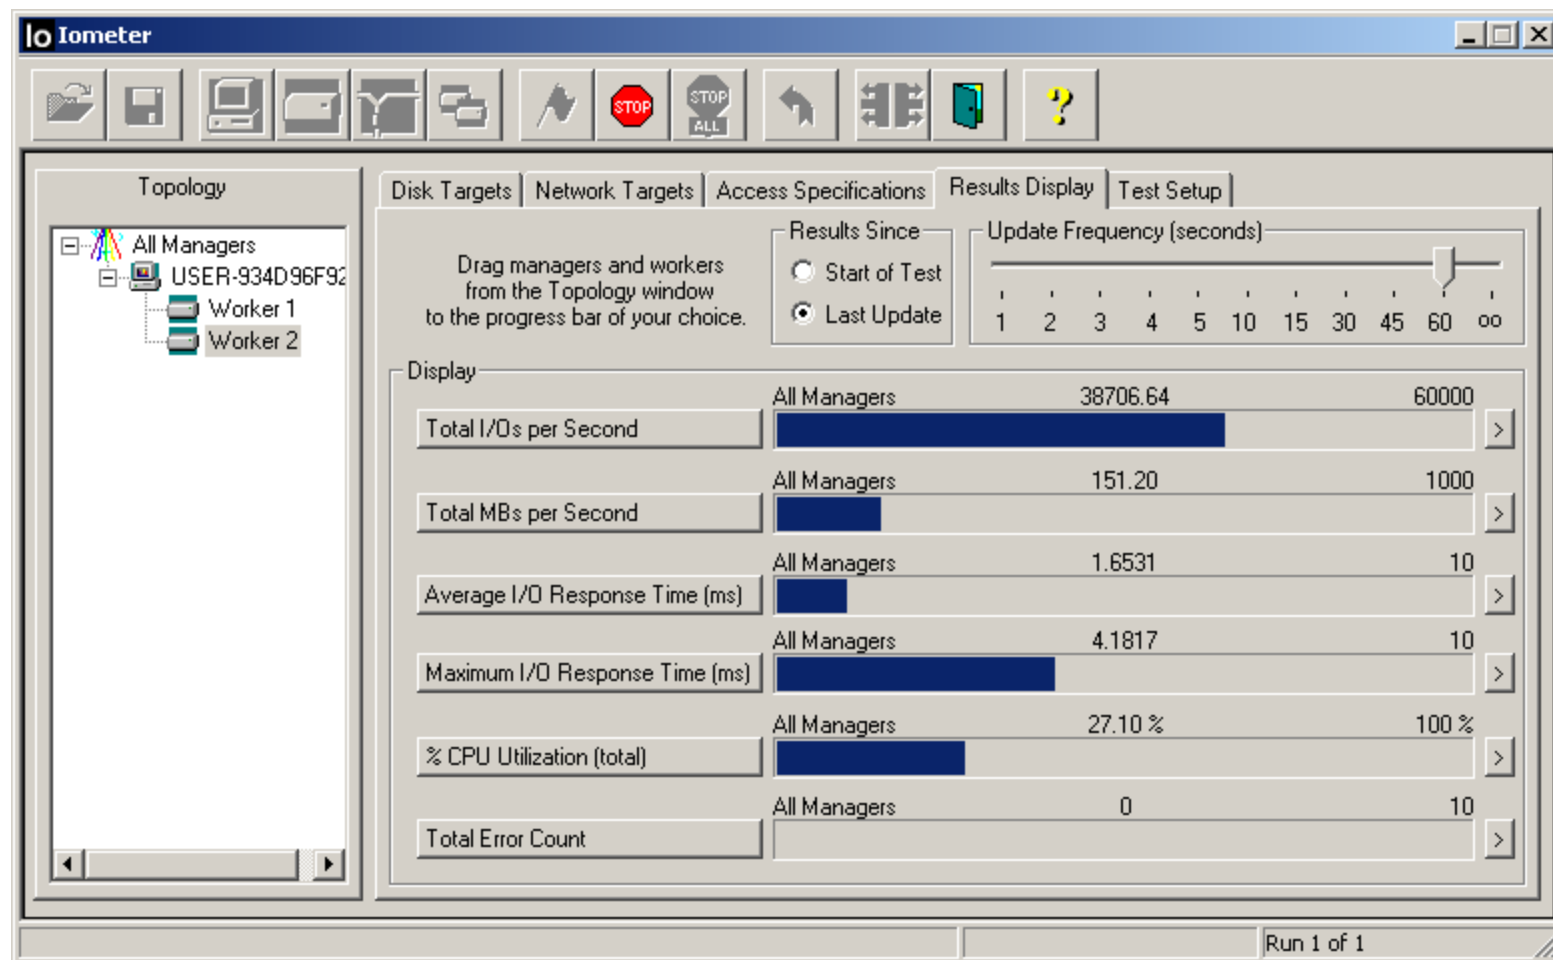 Io Iometer
STOP
STOP
ALL
?
Topology
Disk Targets Network Targets Access Specifications Results Display Test Setup
All Managers
USER-934D96F92
Worker 1
Worker 2
Drag managers and workers
from the Topology window
to the progress bar of your choice.
Results Since
Start of Test
Last Update
Update Frequency (seconds)
1 2 3 4 5 10 15 30 45 60 oo
Display
All Managers 38706.64 60000
Total I/Os per Second >
All Managers 151.20 1000
Total MBs per Second >
All Managers 1.6531 10
Average I/O Response Time (ms) >
All Managers 4.1817 10
Maximum I/O Response Time (ms) >
All Managers 27.10 % 100 %
% CPU Utilization (total) >
All Managers 0 10
Total Error Count >
Run 1 of 1